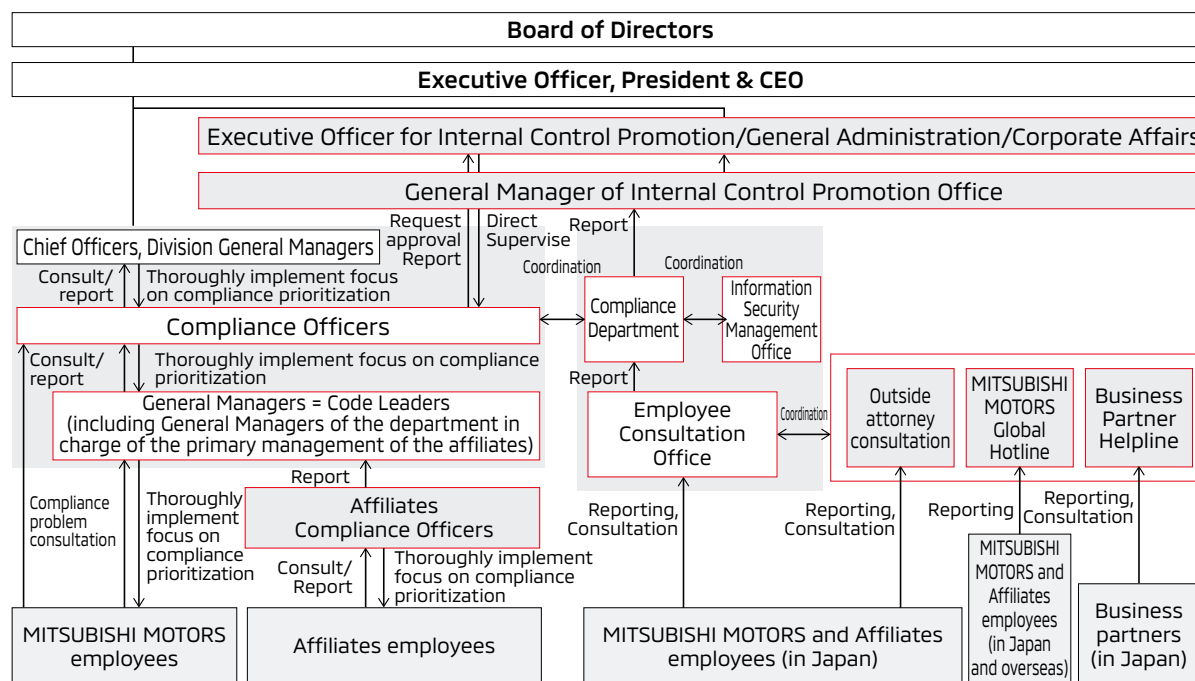 Board of Directors
Executive Officer, President & CEO
Executive Officer for Internal Control Promotion/General Administration/Corporate Affairs
General Manager of Internal Control Promotion Office
Request
approval
Report
Direct
Supervise
Report
Chief Officers, Division General Managers
Consult/
report
Thoroughly implement focus
on compliance prioritization
Coordination
Coordination
Compliance Officers
Compliance
Department
Information
Security
Management
Office
Consult/
report
Thoroughly implement focus on compliance
prioritization
Report
General Managers = Code Leaders
(including General Managers of the department in
charge of the primary management of the affiliates)
Employee
Consultation
Office
Coordination
Outside
attorney
consultation
MITSUBISHI
MOTORS
Global
Hotline
Business
Partner
Helpline
Report
Compliance
problem
consultation
Thoroughly
implement
focus on
compliance
prioritization
Affiliates
Compliance Officers
Reporting,
Consultation
Reporting,
Consultation
Reporting
Reporting,
Consultation
Consult/
Report
Thoroughly implement
focus on compliance
prioritization
MITSUBISHI MOTORS
employees
Affiliates employees
MITSUBISHI MOTORS and Affiliates
employees (in Japan)
MITSUBISHI
MOTORS and
Affiliates
employees
(in Japan
and overseas)
Business
partners
(in Japan)